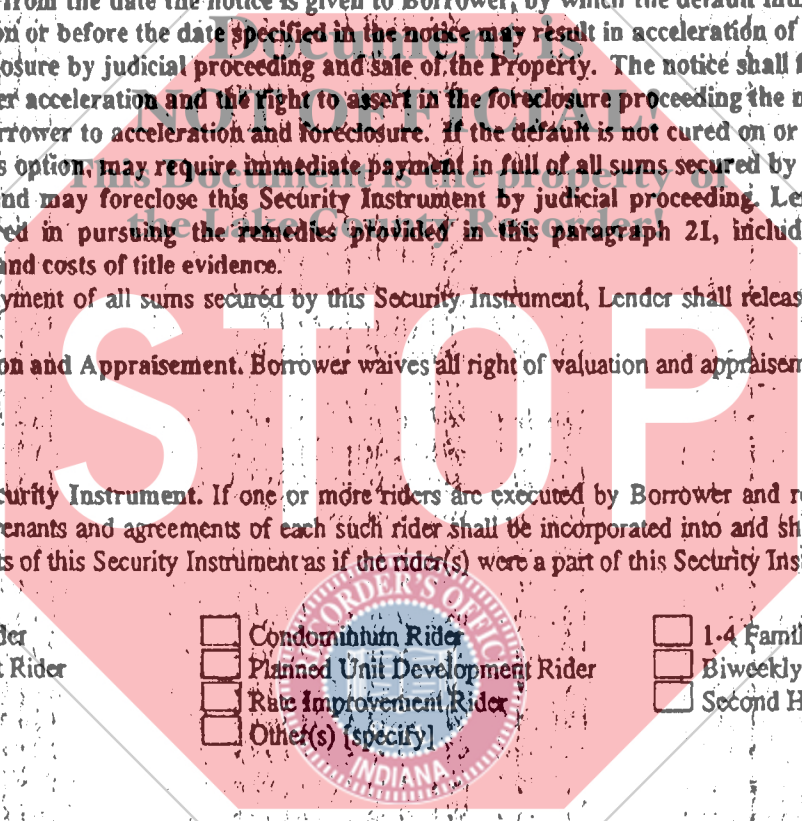 from the date the notice is given to Borrower, by which the default
on or before the date specified in the notice may result in acceleration of
Document is
osure by judicial proceeding and sale of the Property. The notice shall
er acceleration and the right to assert in the foreclosure proceeding the
NOT OFFICIAL!
rrower to acceleration and foreclosure. If the default is not cured on or
s option, may require immediate payment in full of all sums secured by
This Document is the property of
nd may foreclose this Security Instrument by judicial proceeding.
the Lake County Recorder!
ed in pursuing the remedies provided in this paragraph 21, includ
and costs of title evidence.
yment of all sums secured by this Security Instrument, Lender shall releas
on and Appraisement. Borrower waives all right of valuation and appraisem
STOP
curity Instrument. If one or more riders are executed by Borrower and
enants and agreements of each such rider shall be incorporated into and sh
ts of this Security Instrument as if the rider(s) were a part of this Security Ins
RECORDER'S OFFICE
der Condominium Rider 1-4 Famil
t Rider Planned Unit Development Rider Biweekly
Rate Improvement Rider Second H
Other(s) [specify]
INDIANA